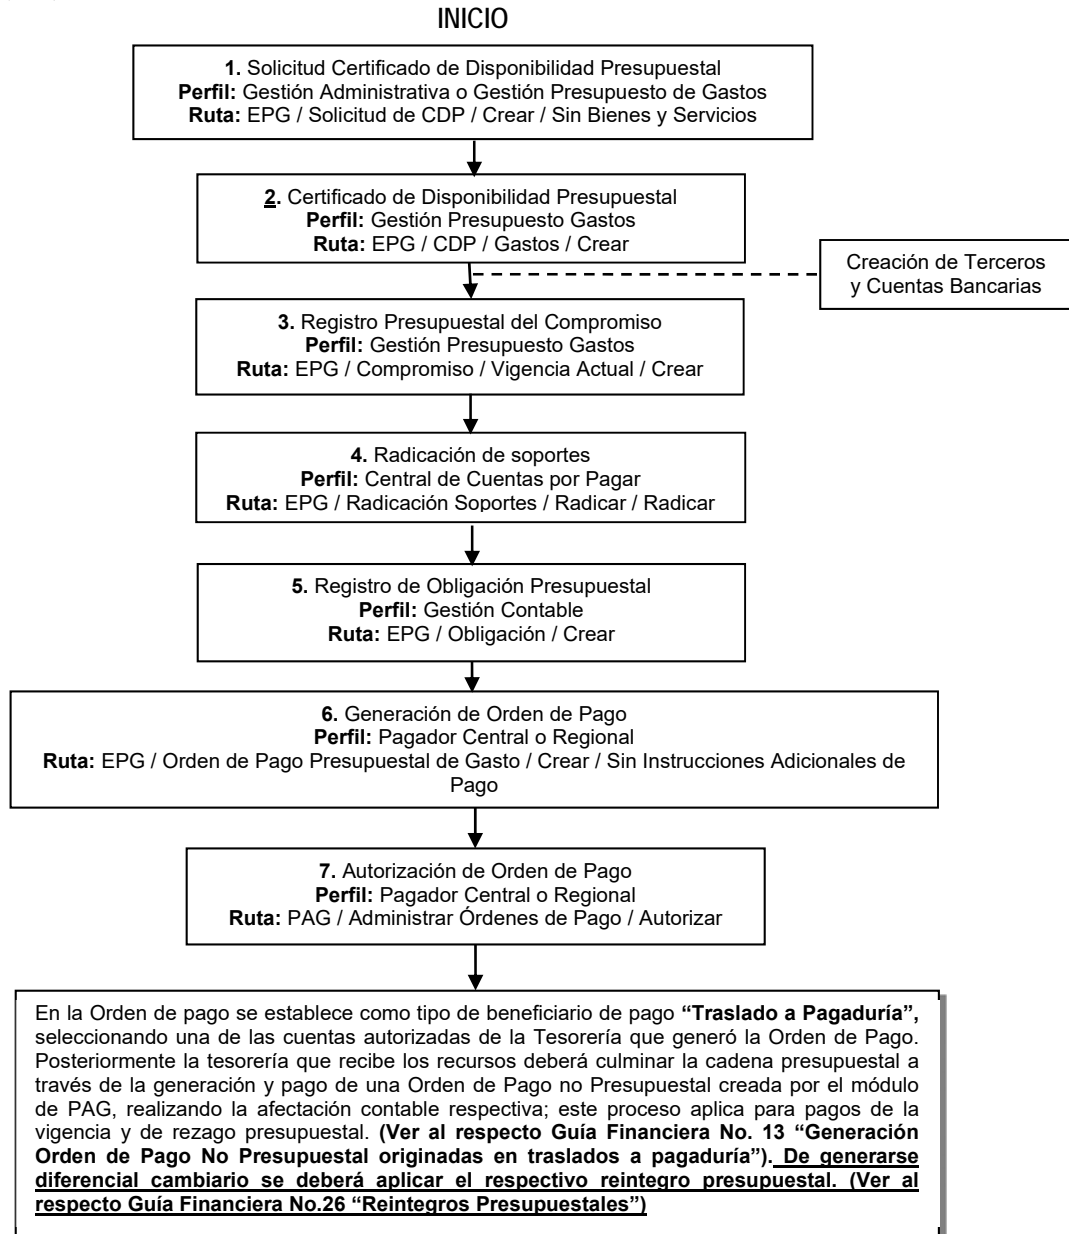 INICIO
1. Solicitud Certificado de Disponibilidad Presupuestal
Perfil: Gestión Administrativa o Gestión Presupuesto de Gastos
Ruta: EPG / Solicitud de CDP / Crear / Sin Bienes y Servicios
2. Certificado de Disponibilidad Presupuestal
Perfil: Gestión Presupuesto Gastos
Ruta: EPG / CDP / Gastos / Crear
Creación de Terceros
y Cuentas Bancarias
3. Registro Presupuestal del Compromiso
Perfil: Gestión Presupuesto Gastos
Ruta: EPG / Compromiso / Vigencia Actual / Crear
4. Radicación de soportes
Perfil: Central de Cuentas por Pagar
Ruta: EPG / Radicación Soportes / Radicar / Radicar
5. Registro de Obligación Presupuestal
Perfil: Gestión Contable
Ruta: EPG / Obligación / Crear
6. Generación de Orden de Pago
Perfil: Pagador Central o Regional
Ruta: EPG / Orden de Pago Presupuestal de Gasto / Crear / Sin Instrucciones Adicionales de
Pago
7. Autorización de Orden de Pago
Perfil: Pagador Central o Regional
Ruta: PAG / Administrar Órdenes de Pago / Autorizar
En la Orden de pago se establece como tipo de beneficiario de pago “Traslado a Pagaduría”,
seleccionando una de las cuentas autorizadas de la Tesorería que generó la Orden de Pago.
Posteriormente la tesorería que recibe los recursos deberá culminar la cadena presupuestal a
través de la generación y pago de una Orden de Pago no Presupuestal creada por el módulo
de PAG, realizando la afectación contable respectiva; este proceso aplica para pagos de la
vigencia y de rezago presupuestal. (Ver al respecto Guía Financiera No. 13 “Generación
Orden de Pago No Presupuestal originadas en traslados a pagaduría”). De generarse
diferencial cambiario se deberá aplicar el respectivo reintegro presupuestal. (Ver al
respecto Guía Financiera No.26 “Reintegros Presupuestales”)